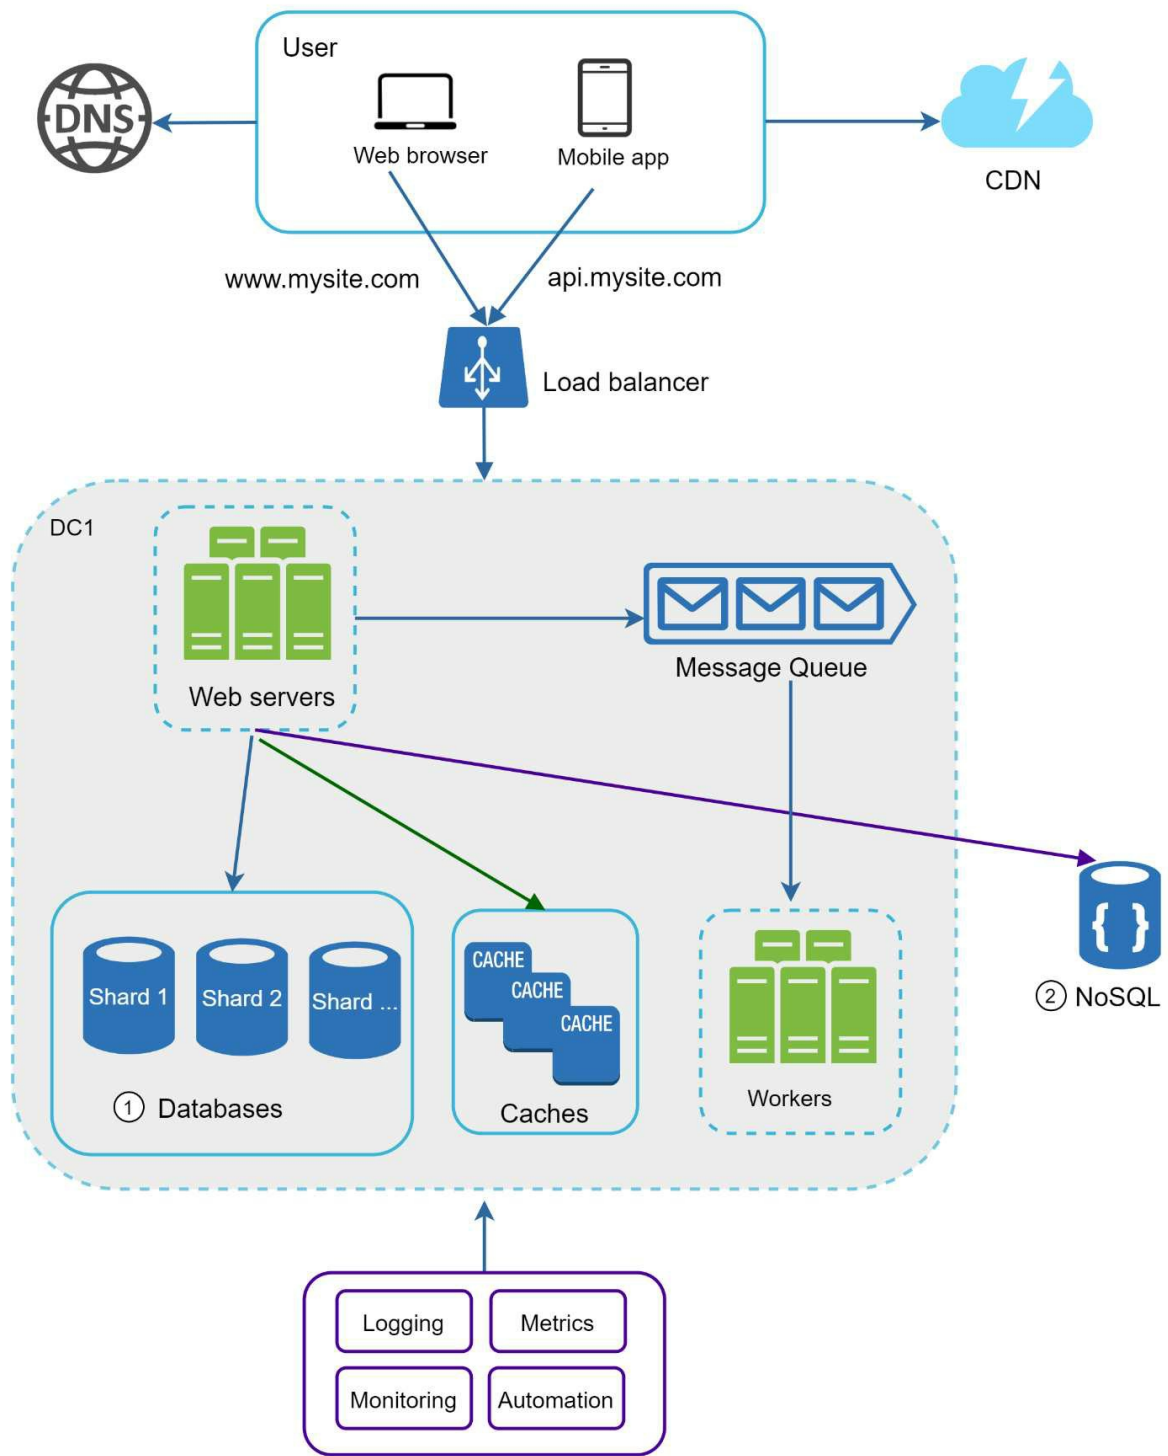 User
DNS
Web browser
Mobile app
CDN
www.mysite.com
api.mysite.com
Load balancer
DC1
Web servers
Message Queue
Shard 1
Shard 2
Shard ...
CACHE
CACHE
CACHE
2 NoSQL
1 Databases
Caches
Workers
Logging
Metrics
Monitoring
Automation